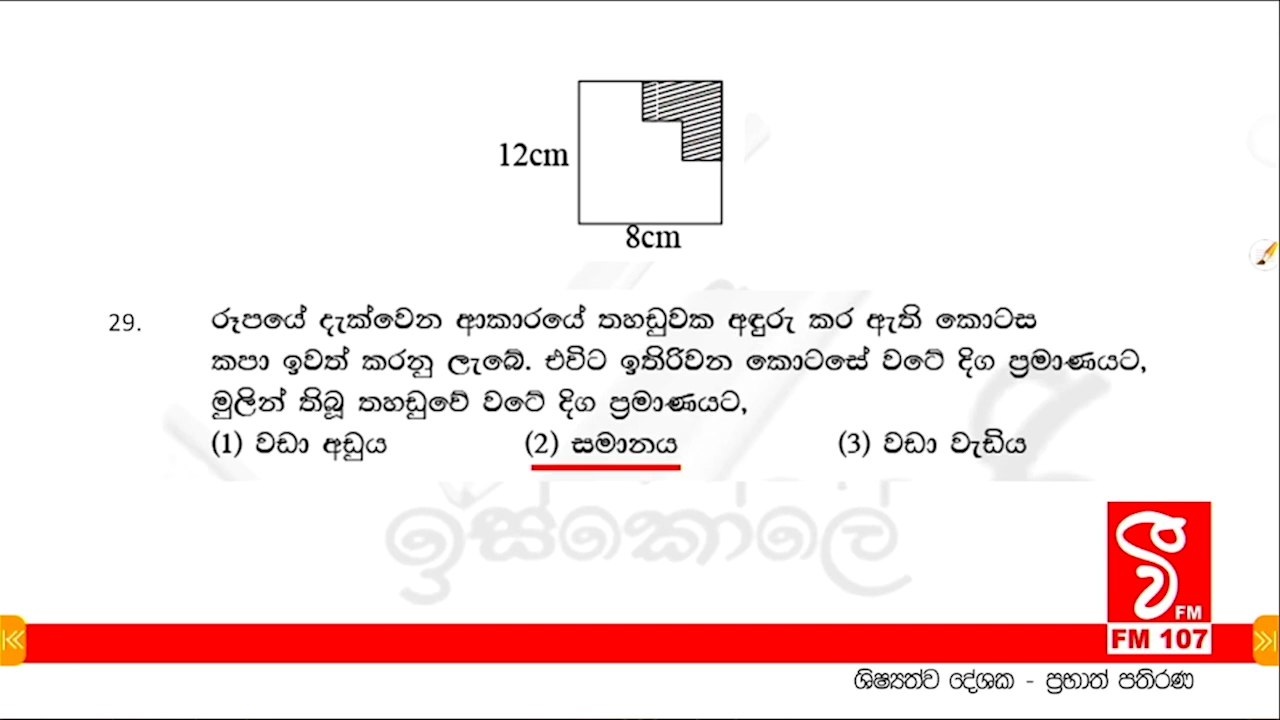 12cm
8cm
29. රූපයේ දැක්වෙන ආකාරයේ තහඩුවක අඳුරු කර ඇති කොටස
කපා ඉවත් කරනු ලැබේ. එවිට ඉතිරිවන කොටසේ වටේ දිග ප්‍රමාණයට,
මුලින් තිබූ තහඩුවේ වටේ දිග ප්‍රමාණයට,
(1) වඩා අඩුය (2) සමානය (3) වඩා වැඩිය
ඉස්කෝලේ
FM
FM 107
ශිෂ්‍යත්ව දේශක - ප්‍රභාත් පතිරණ